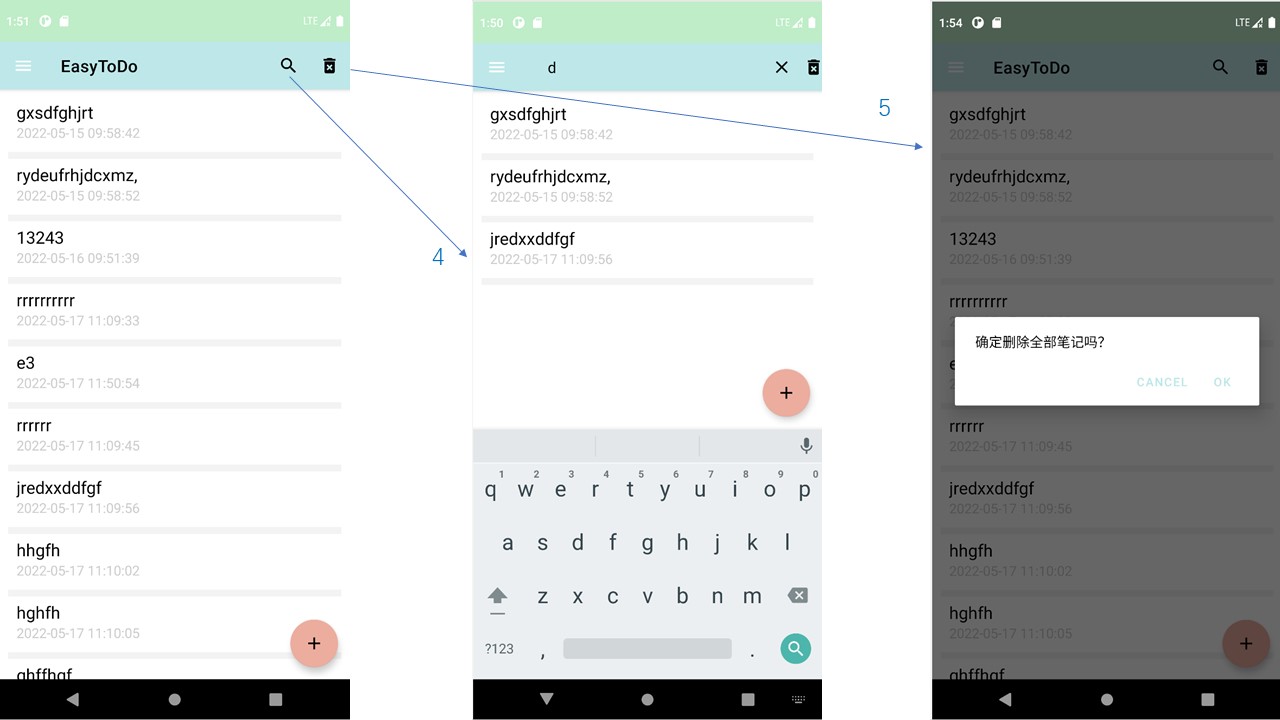 1:51 LTE
EasyToDo
gxsdfghjrt
2022-05-15 09:58:42
rydeufrhjdcxmz,
2022-05-15 09:58:52
13243
2022-05-16 09:51:39
rrrrrrrrrr
2022-05-17 11:09:33
e3
2022-05-17 11:50:54
rrrrrr
2022-05-17 11:09:45
jredxxddfgf
2022-05-17 11:09:56
hhgfh
2022-05-17 11:10:02
hghfh
2022-05-17 11:10:05
ghffhgf
4
1:50 LTE
d
gxsdfghjrt
2022-05-15 09:58:42
rydeufrhjdcxmz,
2022-05-15 09:58:52
jredxxddfgf
2022-05-17 11:09:56
1 2 3 4 5 6 7 8 9 0
q w e r t y u i o p
a s d f g h j k l
z x c v b n m
?123 , .
5
1:54 LTE
EasyToDo
gxsdfghjrt
2022-05-15 09:58:42
rydeufrhjdcxmz,
2022-05-15 09:58:52
13243
2022-05-16 09:51:39
rrrrrrrrrr
确定删除全部笔记吗?
CANCEL OK
rrrrrr
2022-05-17 11:09:45
jredxxddfgf
2022-05-17 11:09:56
hhgfh
2022-05-17 11:10:02
hghfh
2022-05-17 11:10:05
ghffhgf